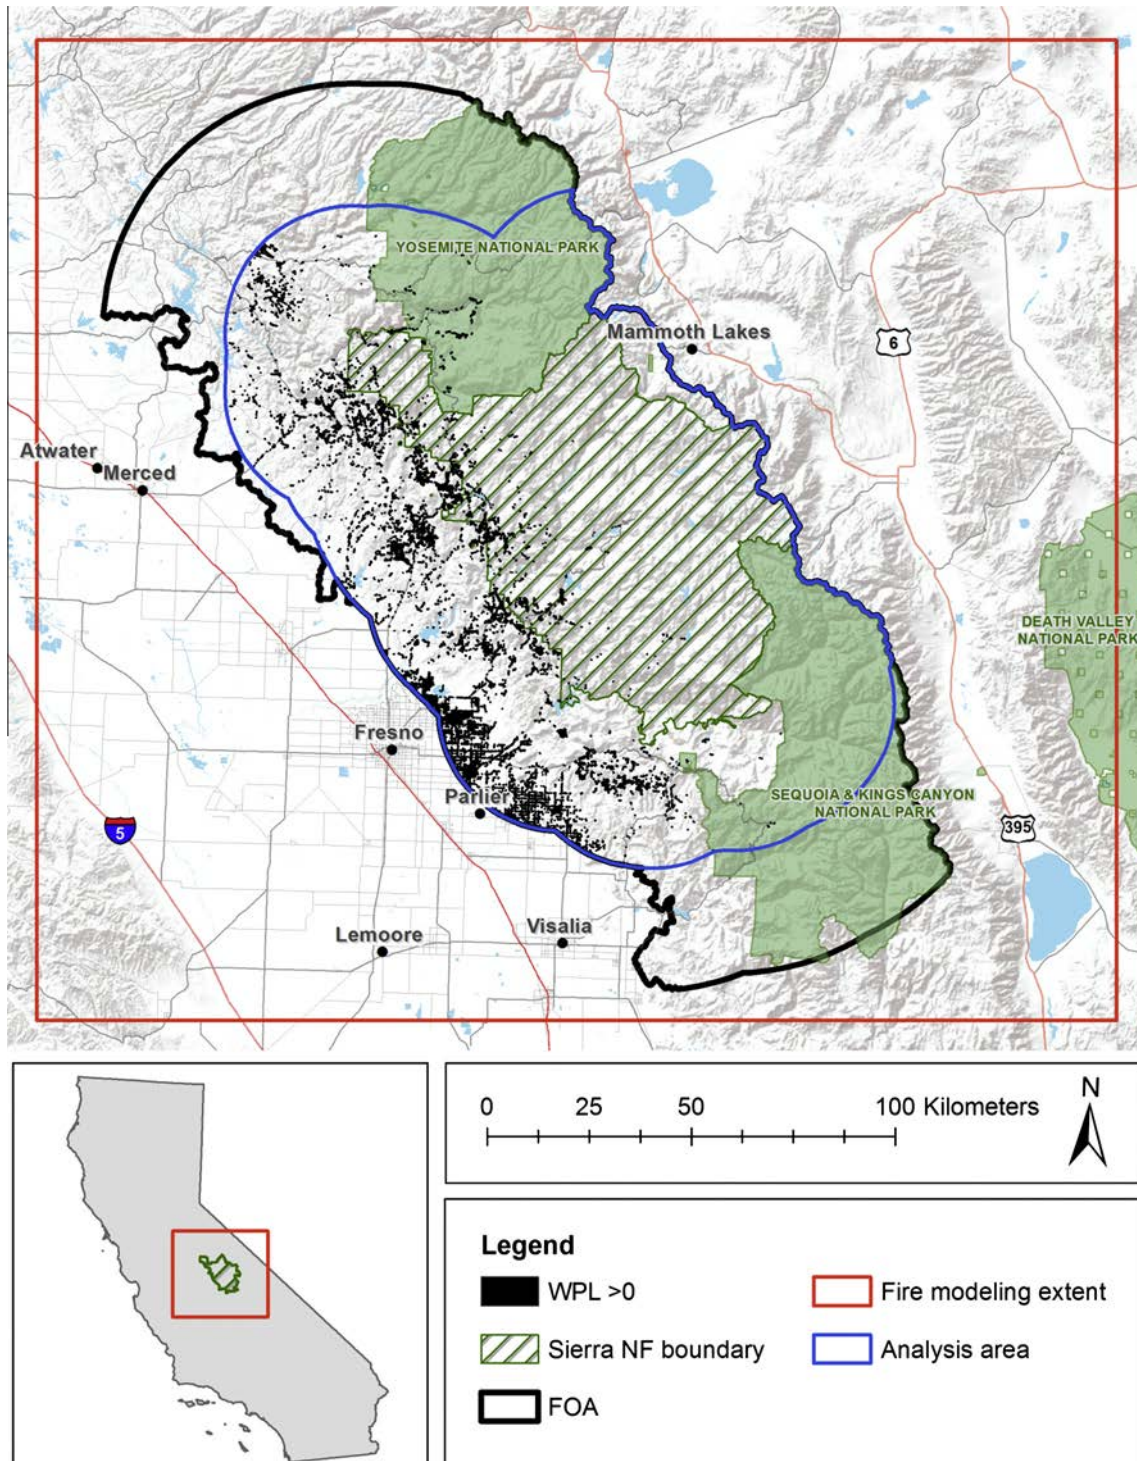 YOSEMITE NATIONAL PARK
Mammoth Lakes
6
Atwater
Merced
DEATH VALLEY
NATIONAL PARK
Fresno
Parlier
SEQUOIA & KINGS CANYON
NATIONAL PARK
5
395
Lemoore
Visalia
0 25 50 100 Kilometers
N
Legend
WPL >0
Fire modeling extent
Sierra NF boundary
Analysis area
FOA